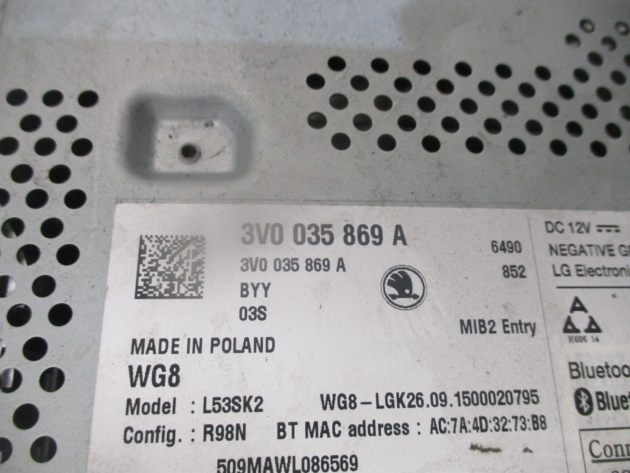 3V0 035 869 A
3V0 035 869 A
BYY
03S
6490
852
MIB2 Entry
MADE IN POLAND
WG8
Model : L53SK2 WG8-LGK26.09.1500020795
Config. : R98N BT MAC address : AC:7A:4D:32:73:B8
509MAWL086569
DC 12V
NEGATIVE
LG Electroni
Bluetoo
Blue
Conn